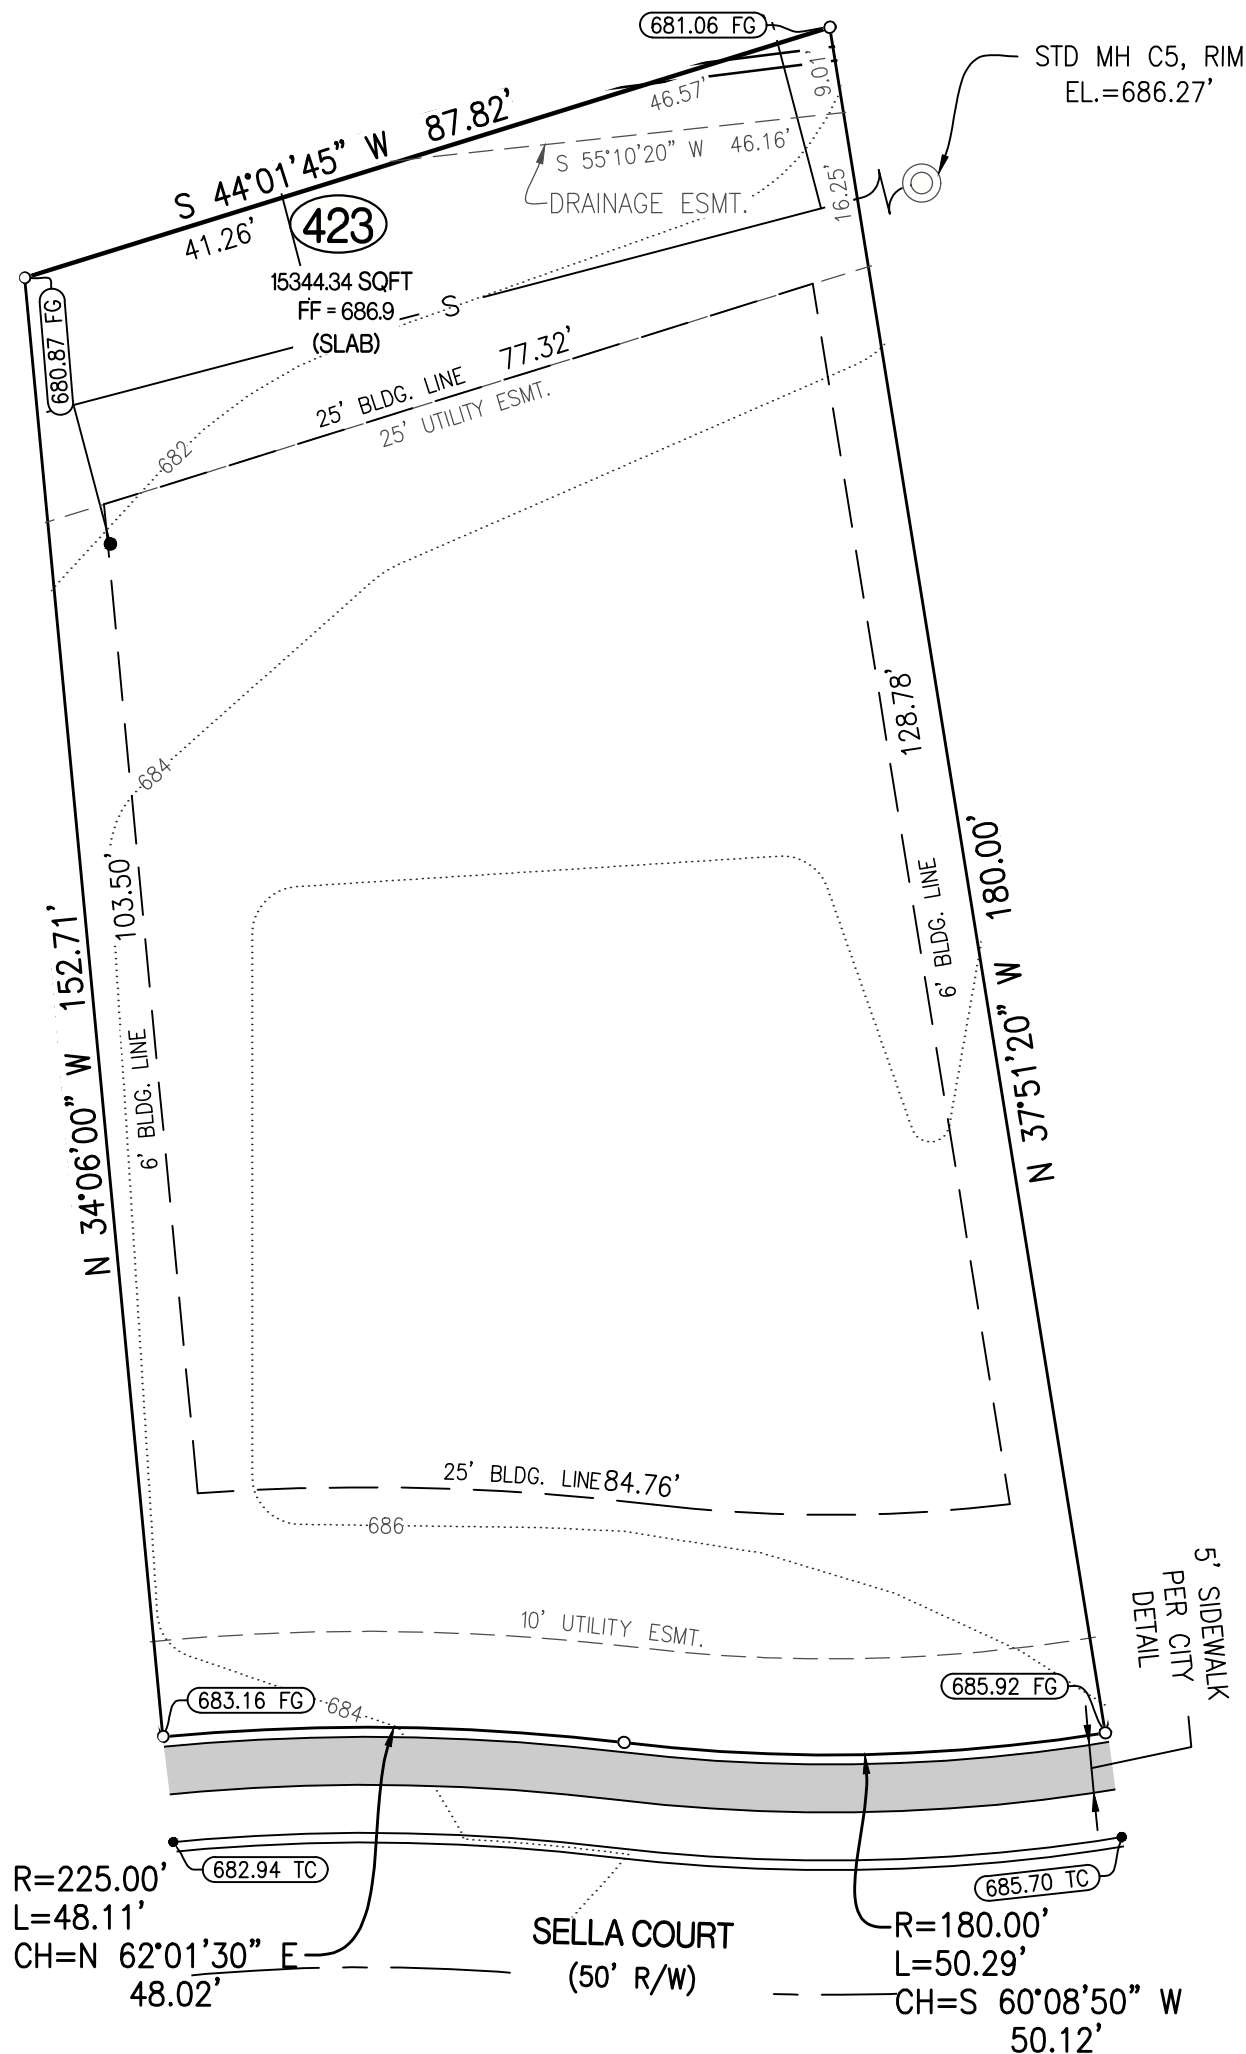 681.06 FG
STD MH C5, RIM
EL.=686.27'
S 44°01'45" W 87.82'
46.57'
9.01'
S 55°10'20" W 46.16'
DRAINAGE ESMT.
16.25'
41.26'
423
15344.34 SQFT
FF = 686.9
(SLAB)
S
680.87 FG
25' BLDG. LINE 77.32'
25' UTILITY ESMT.
682
684
128.78'
103.50'
6' BLDG. LINE
6' BLDG. LINE
N 34°06'00" W 152.71'
N 37°51'20" W 180.00'
25' BLDG. LINE 84.76'
686
10' UTILITY ESMT.
5' SIDEWALK
PER CITY
DETAIL
683.16 FG
684
685.92 FG
682.94 TC
685.70 TC
R=225.00'
L=48.11'
CH=N 62°01'30" E
48.02'
SELLA COURT
(50' R/W)
R=180.00'
L=50.29'
CH=S 60°08'50" W
50.12'